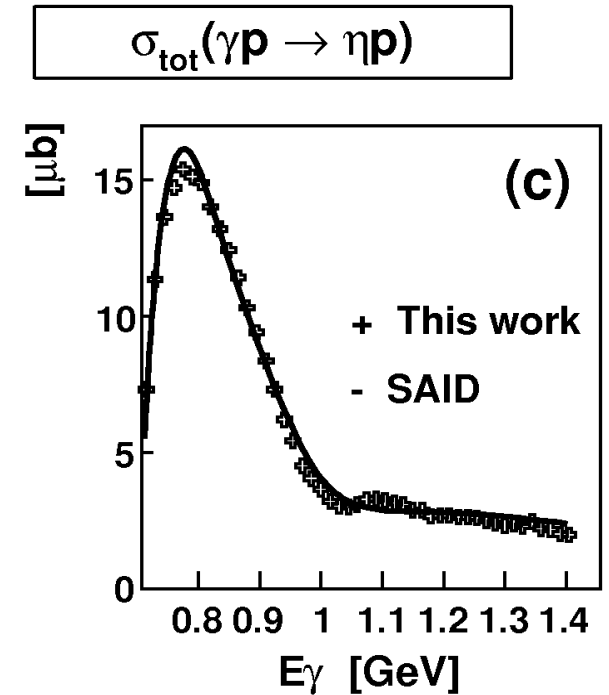 σtot(γp → ηp)
[μb]
(c)
15
10
+ This work
- SAID
5
0
0.8 0.9 1 1.1 1.2 1.3 1.4
Eγ [GeV]